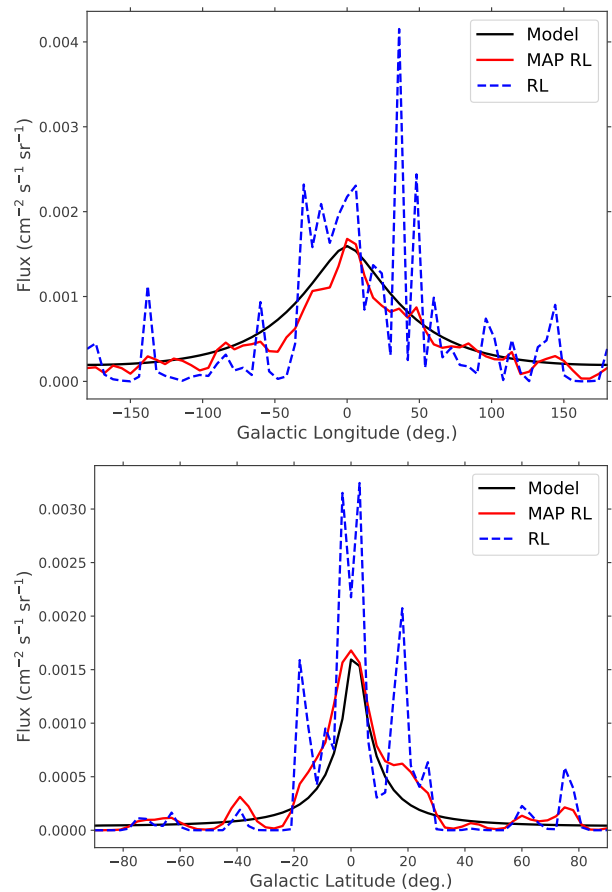 0.004
0.003
0.002
0.001
0.000
Flux (cm⁻² s⁻¹ sr⁻¹)
Model
MAP RL
RL
−150 −100 −50 0 50 100 150
Galactic Longitude (deg.)
0.0030
0.0025
0.0020
0.0015
0.0010
0.0005
0.0000
Flux (cm⁻² s⁻¹ sr⁻¹)
Model
MAP RL
RL
−80 −60 −40 −20 0 20 40 60 80
Galactic Latitude (deg.)